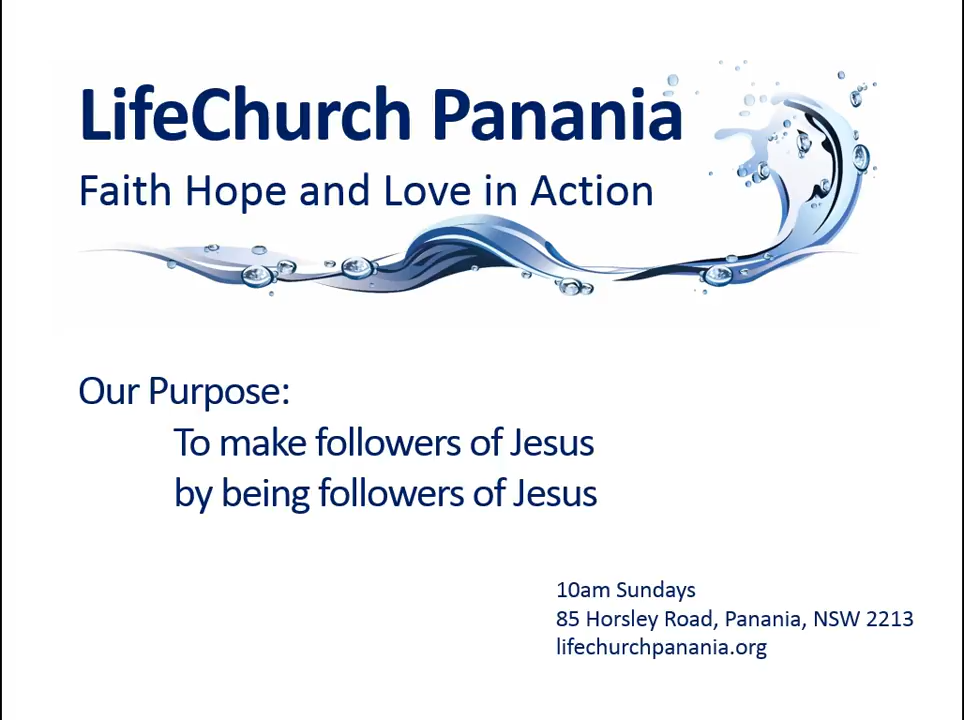 LifeChurch Panania
Faith Hope and Love in Action
Our Purpose:
To make followers of Jesus
by being followers of Jesus
10am Sundays
85 Horsley Road, Panania, NSW 2213
lifechurchpanania.org